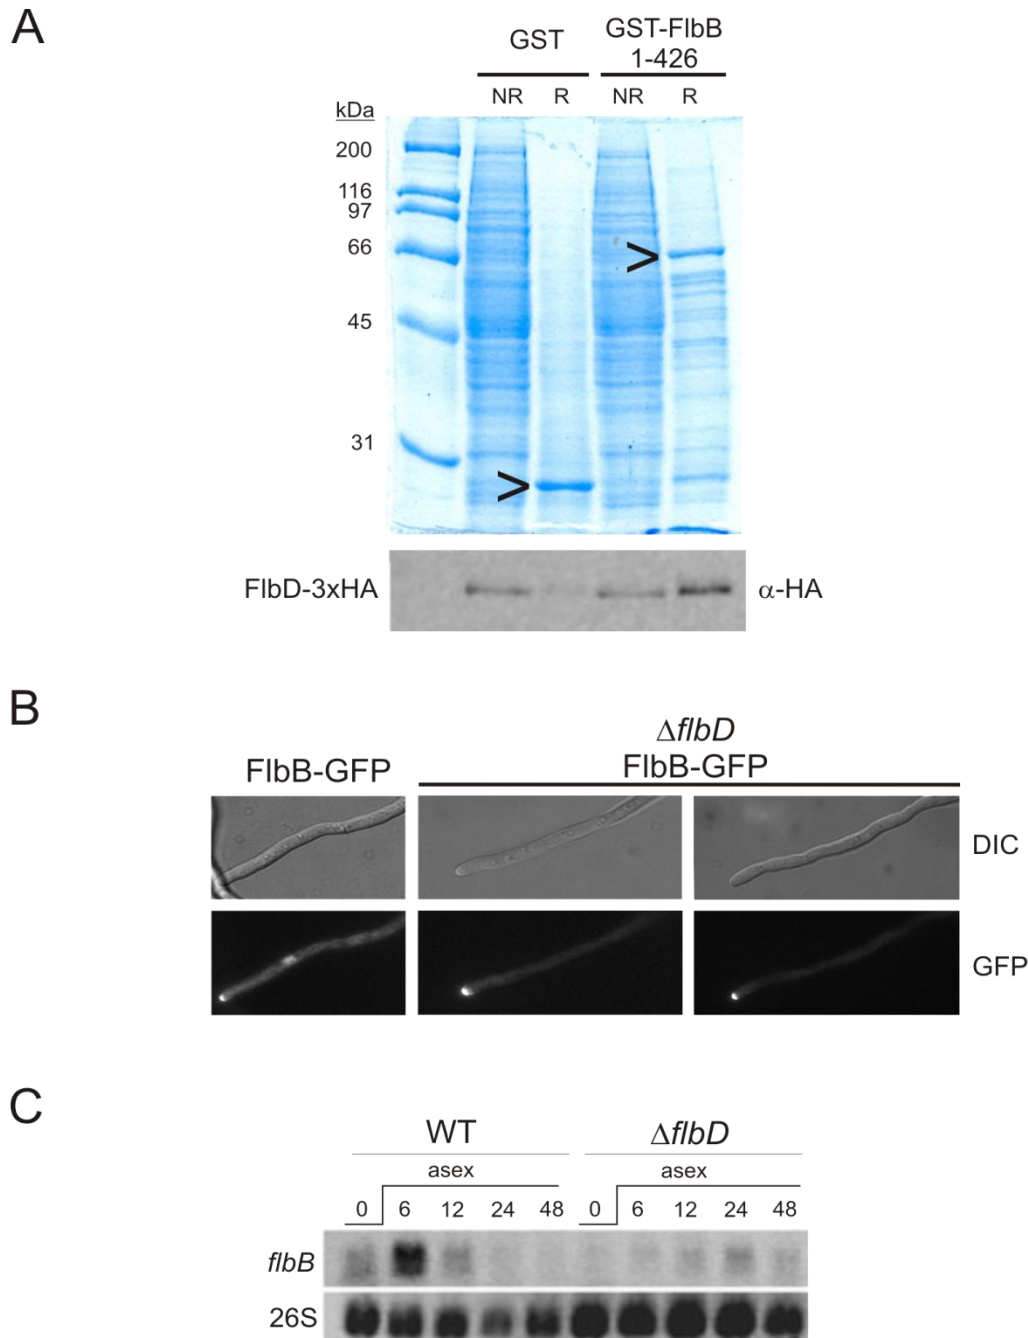 A
GST
GST-FlbB
1-426
NR R NR R
kDa
200
116
97
66
45
31
>
>
FlbD-3xHA
α-HA
B
ΔflbD
FlbB-GFP
FlbB-GFP
DIC
GFP
C
WT
ΔflbD
asex
asex
0 6 12 24 48 0 6 12 24 48
flbB
26S